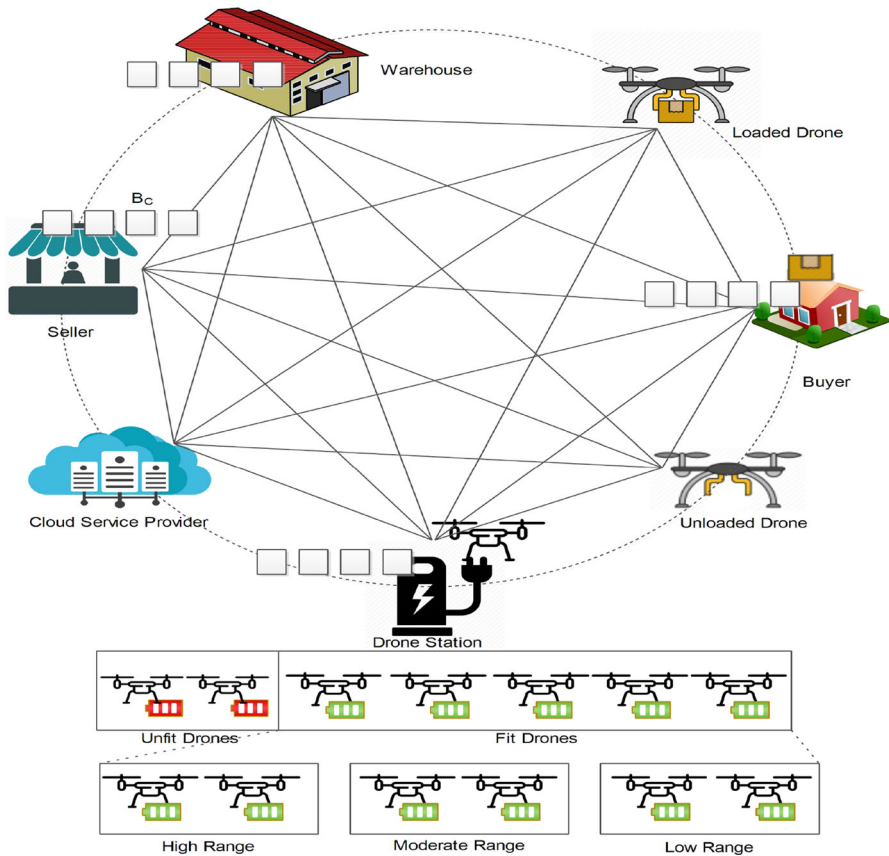 Warehouse
Loaded Drone
Bc
Seller
Buyer
Cloud Service Provider
Unloaded Drone
Drone Station
Unfit Drones
Fit Drones
High Range
Moderate Range
Low Range